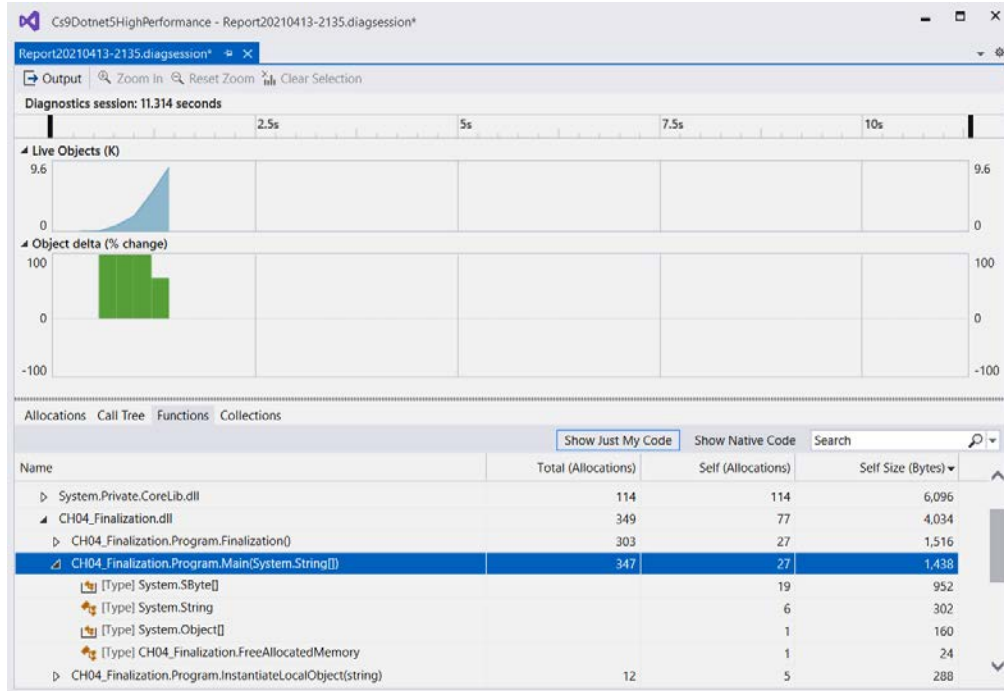 Cs9Dotnet5HighPerformance - Report20210413-2135.diagsession*
Report20210413-2135.diagsession*
Output Zoom In Reset Zoom Clear Selection
Diagnostics session: 11.314 seconds
2.5s 5s 7.5s 10s
Live Objects (K)
9.6 9.6
0 0
Object delta (% change)
100 100
0 0
-100 -100
Allocations Call Tree Functions Collections
Show Just My Code Show Native Code Search
Name Total (Allocations) Self (Allocations) Self Size (Bytes)
System.Private.CoreLib.dll 114 114 6,096
CH04_Finalization.dll 349 77 4,034
CH04_Finalization.Program.Finalization() 303 27 1,516
CH04_Finalization.Program.Main(System.String[]) 347 27 1,438
[Type] System.SByte[] 19 952
[Type] System.String 6 302
[Type] System.Object[] 1 160
[Type] CH04_Finalization.FreeAllocatedMemory 1 24
CH04_Finalization.Program.InstantiateLocalObject(string) 12 5 288